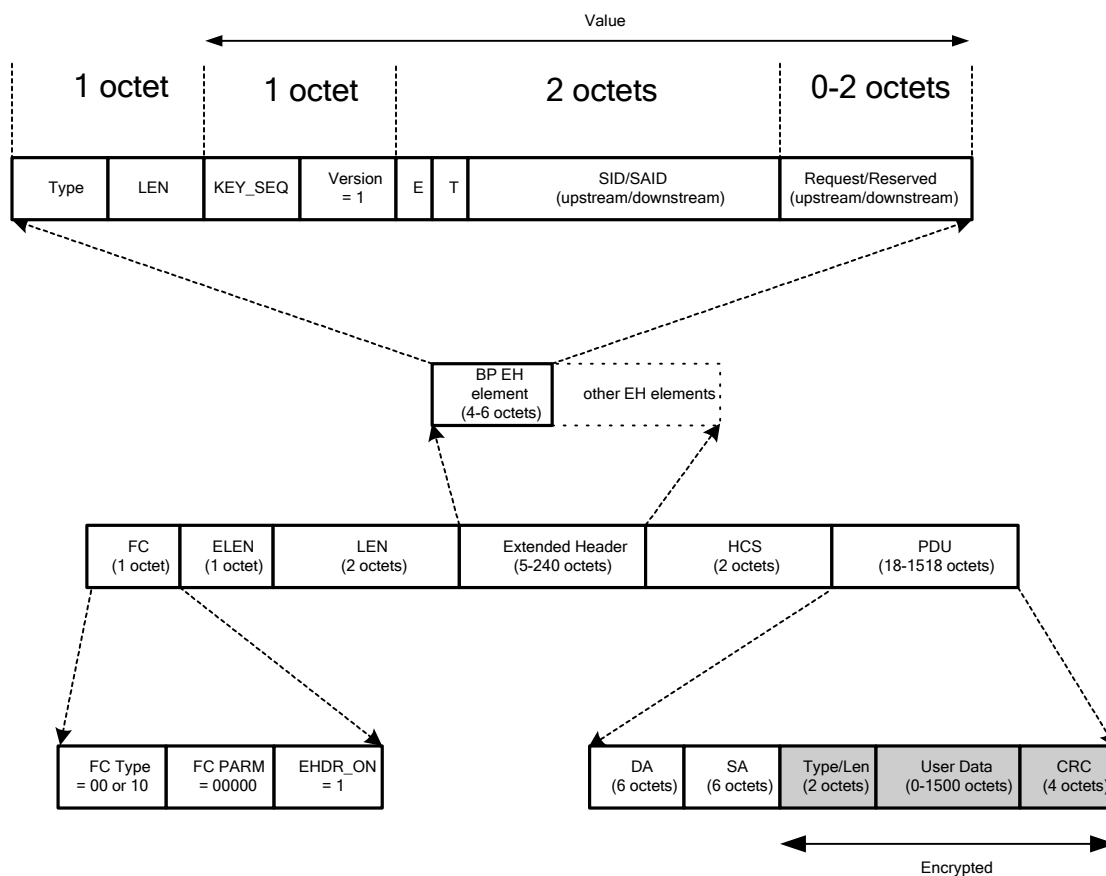 Value
1 octet
1 octet
2 octets
0-2 octets
Type
LEN
KEY_SEQ
Version
= 1
E
T
SID/SAID
(upstream/downstream)
Request/Reserved
(upstream/downstream)
BP EH
element
(4-6 octets)
other EH elements
FC
(1 octet)
ELEN
(1 octet)
LEN
(2 octets)
Extended Header
(5-240 octets)
HCS
(2 octets)
PDU
(18-1518 octets)
FC Type
= 00 or 10
FC PARM
= 00000
EHDR_ON
= 1
DA
(6 octets)
SA
(6 octets)
Type/Len
(2 octets)
User Data
(0-1500 octets)
CRC
(4 octets)
Encrypted